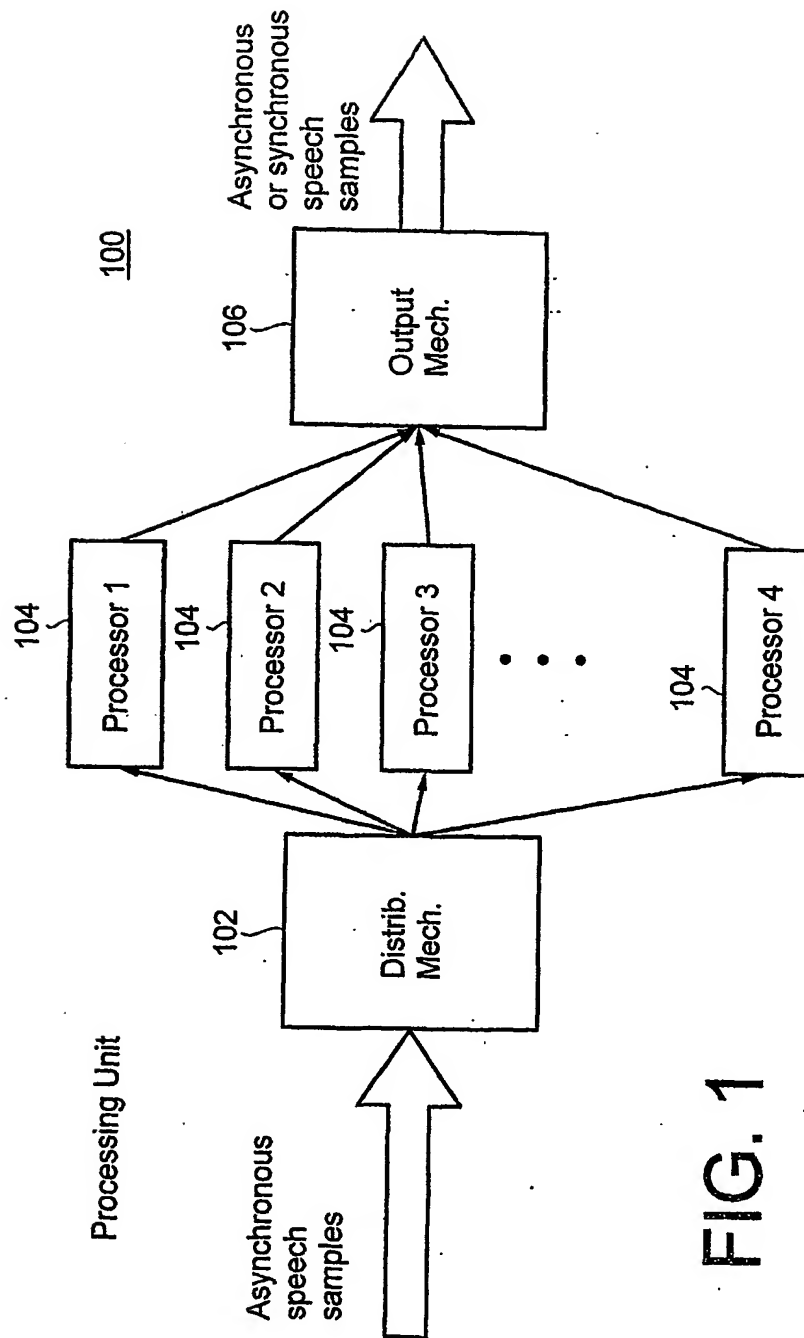 Processing Unit
100
Asynchronous
speech
samples
102
Distrib.
Mech.
104
Processor 1
104
Processor 2
104
Processor 3
104
Processor 4
106
Output
Mech.
Asynchronous
or synchronous
speech
samples
FIG. 1